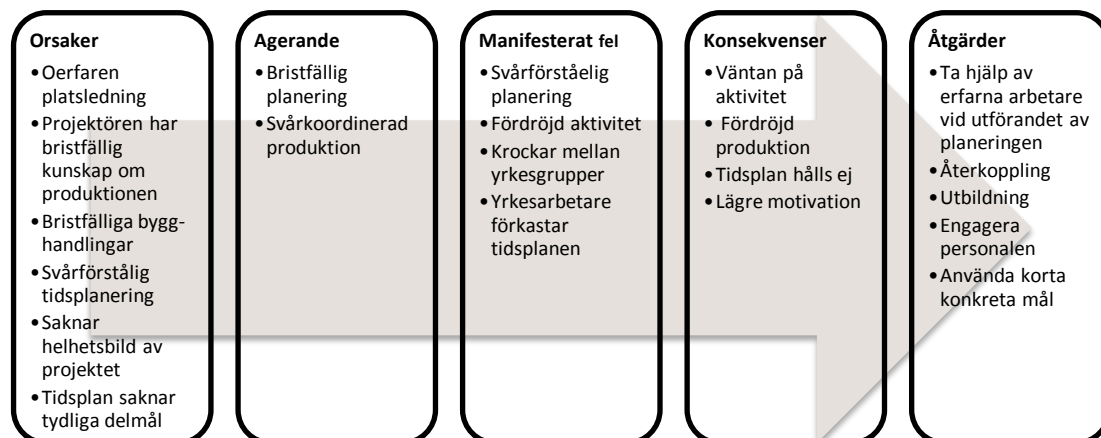 Orsaker
•Oerfaren
platsledning
•Projektören har
bristfällig
kunskap om
produktionen
•Bristfälliga bygg-
handlingar
•Svårförstålig
tidsplanering
•Saknar
helhetsbild av
projektet
•Tidsplan saknar
tydliga delmål
Agerande
•Bristfällig
planering
•Svårkoordinerad
produktion
Manifesterat fel
•Svårförståelig
planering
•Fördröjd aktivitet
•Krockar mellan
yrkesgrupper
•Yrkesarbetare
förkastar
tidsplanen
Konsekvenser
•Väntan på
aktivitet
• Fördröjd
produktion
•Tidsplan hålls ej
•Lägre motivation
Åtgärder
•Ta hjälp av
erfarna arbetare
vid utförandet av
planeringen
•Återkoppling
•Utbildning
•Engagera
personalen
•Använda korta
konkreta mål